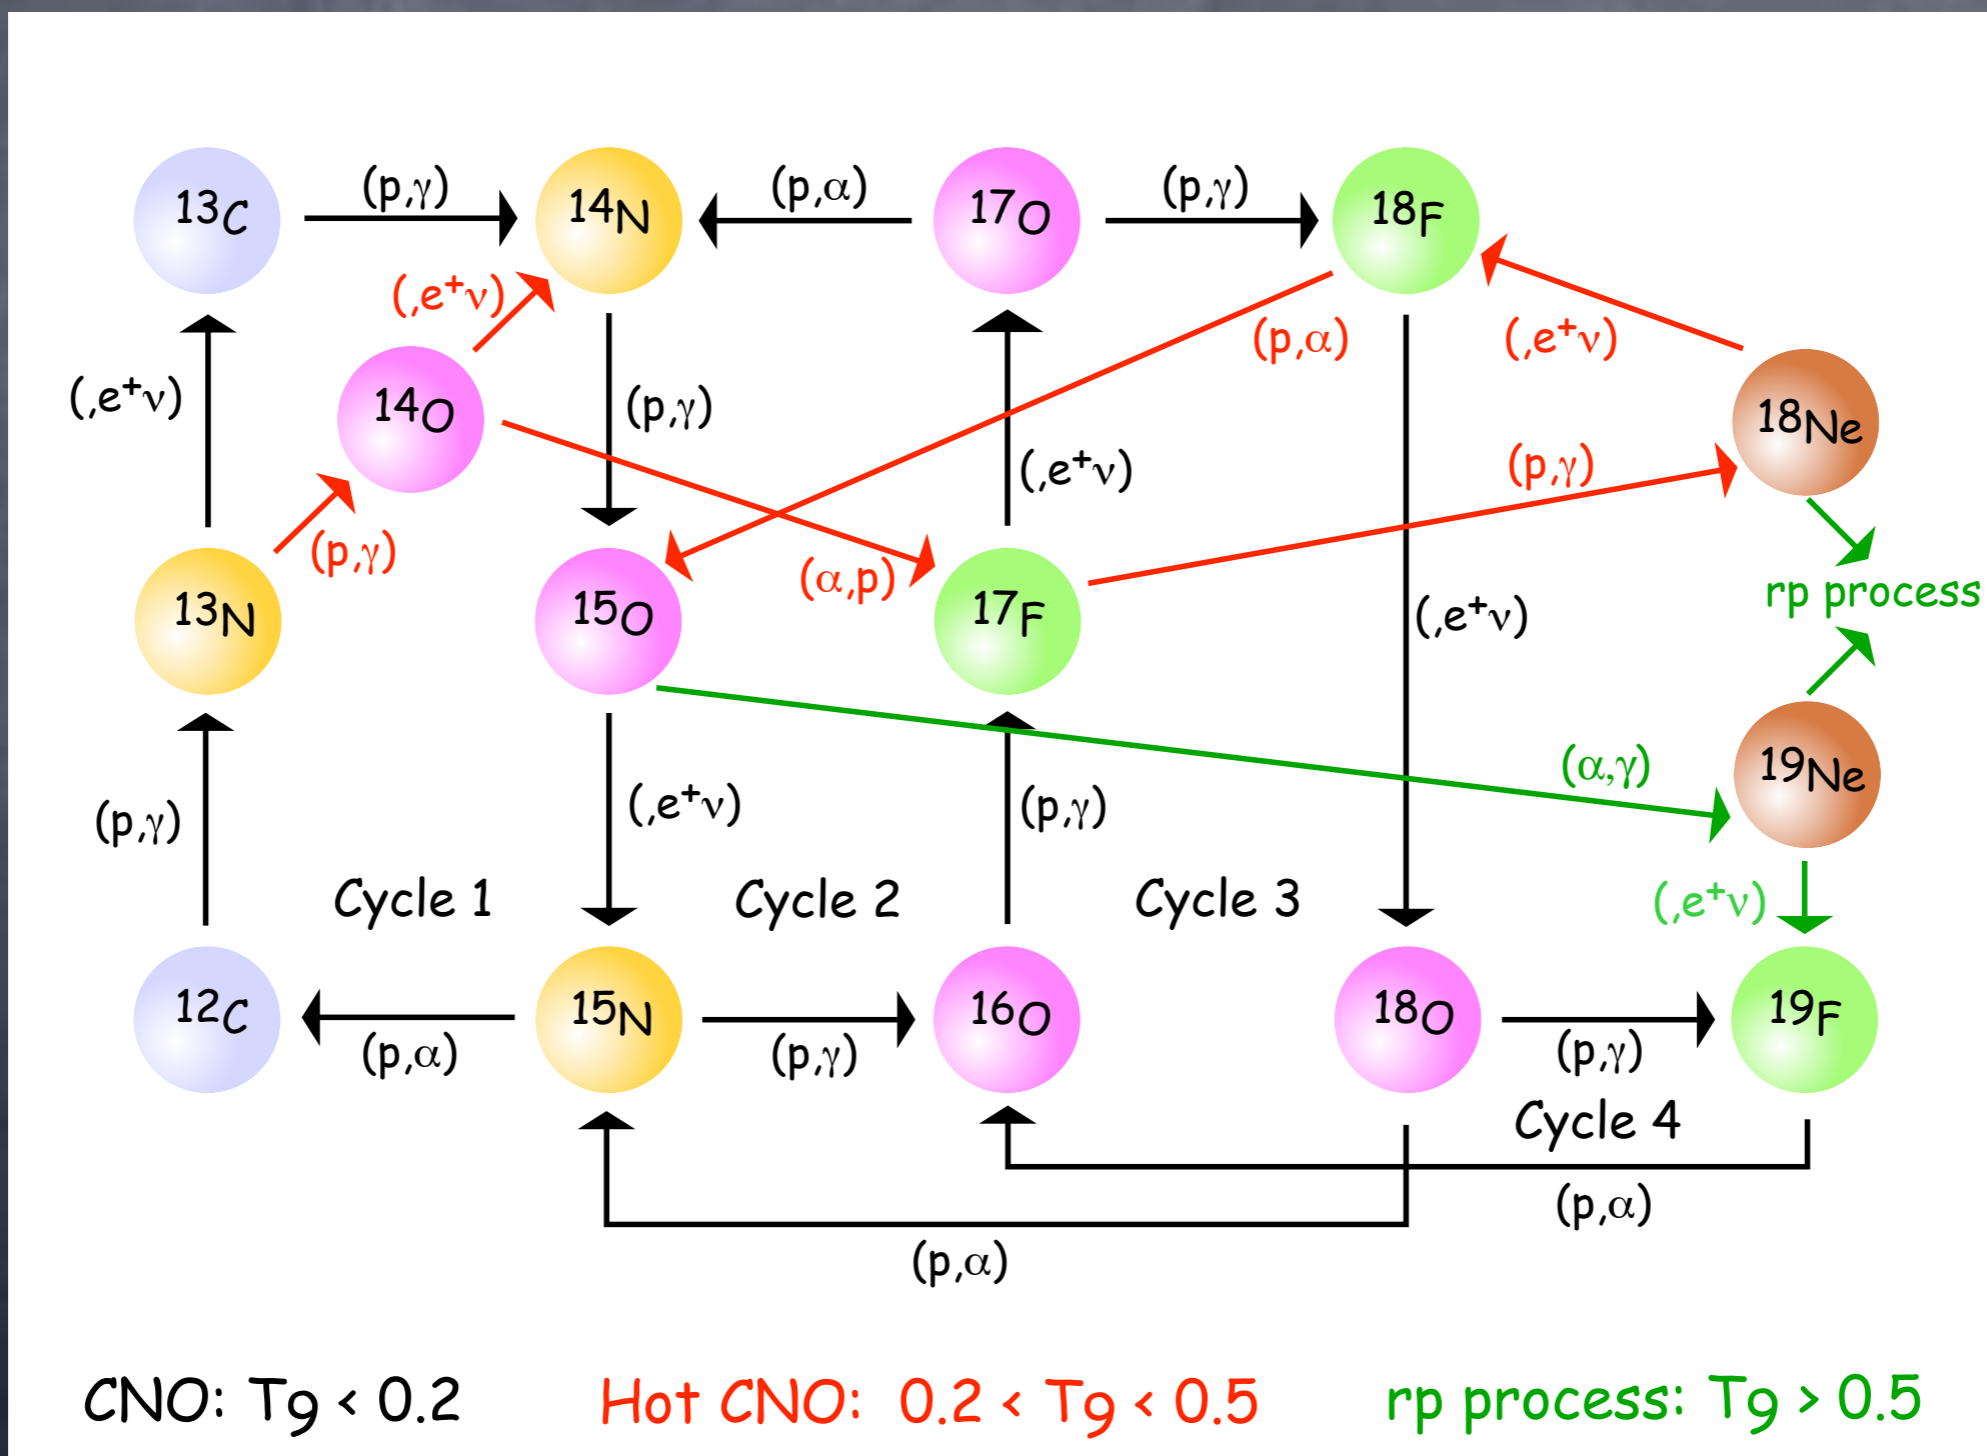 (p,γ) (p,α) (p,γ)
13C 14N 17O 18F
(,e+ν) (p,α) (,e+ν)
(,e+ν) 14O (p,γ) 18Ne
(,e+ν) (p,γ)
(p,γ) (α,p) rp process
13N 15O 17F (,e+ν)
(α,γ) 19Ne
(p,γ) (,e+ν) (p,γ)
Cycle 1 Cycle 2 Cycle 3 (,e+ν)
12C 15N 16O 18O 19F
(p,α) (p,γ) (p,γ)
Cycle 4
(p,α)
(p,α)
CNO: T9 < 0.2 Hot CNO: 0.2 < T9 < 0.5 rp process: T9 > 0.5